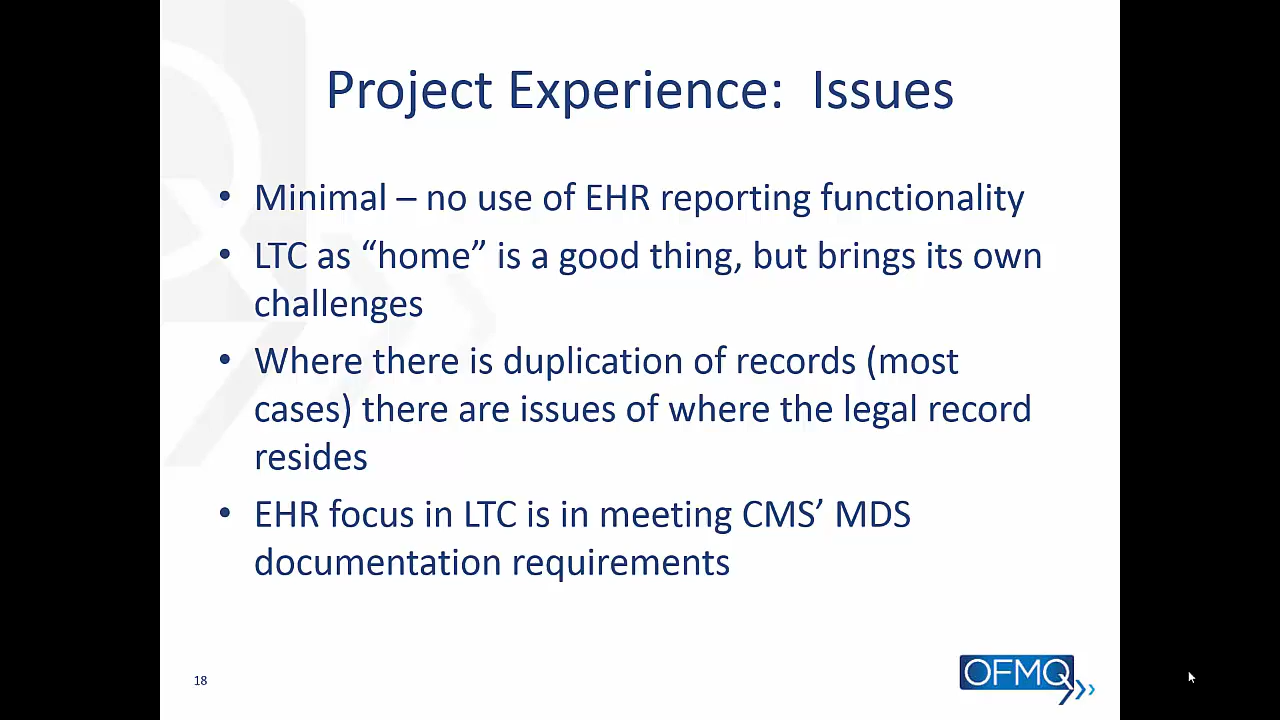 Project Experience:  Issues
• Minimal – no use of EHR reporting functionality
• LTC as “home” is a good thing, but brings its own
challenges
• Where there is duplication of records (most
cases) there are issues of where the legal record
resides
• EHR focus in LTC is in meeting CMS’ MDS
documentation requirements
18
OFMQ